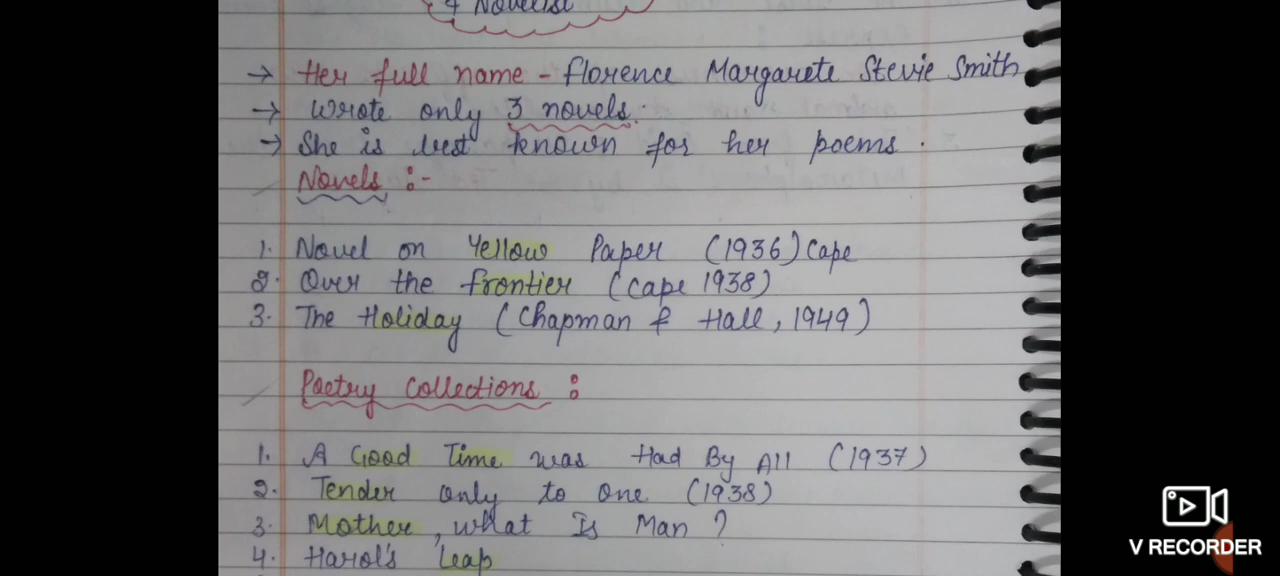 & Novelist
→ Her full name - Florence Margarete Stevie Smith
→ Wrote only 3 novels.
→ She is best known for her poems.
Novels :-
1. Novel on Yellow Paper (1936) Cape
2. Over the frontier (Cape 1938)
3. The Holiday (Chapman & Hall, 1949)
Poetry Collections :
1. A Good Time was Had By All (1937)
2. Tender only to One (1938)
3. Mother, what Is Man ?
4. Harol's Leap
V RECORDER